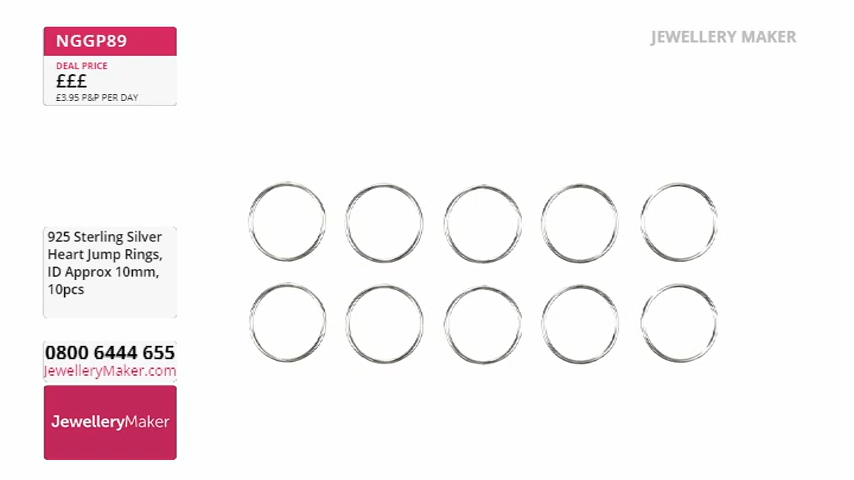 NGGP89
DEAL PRICE
£££
£3.95 P&P PER DAY
JEWELLERY MAKER
925 Sterling Silver
Heart Jump Rings,
ID Approx 10mm,
10pcs
0800 6444 655
JewelleryMaker.com
JewelleryMaker